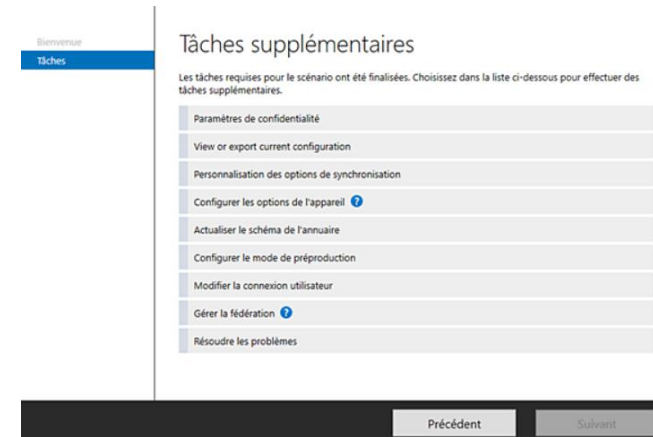 Bienvenue
Tâches
Tâches supplémentaires
Les tâches requises pour le scénario ont été finalisées. Choisissez dans la liste ci-dessous pour effectuer des
tâches supplémentaires.
Paramètres de confidentialité
View or export current configuration
Personnalisation des options de synchronisation
Configurer les options de l'appareil ?
Actualiser le schéma de l'annuaire
Configurer le mode de préproduction
Modifier la connexion utilisateur
Gérer la fédération ?
Résoudre les problèmes
Précédent
Suivant